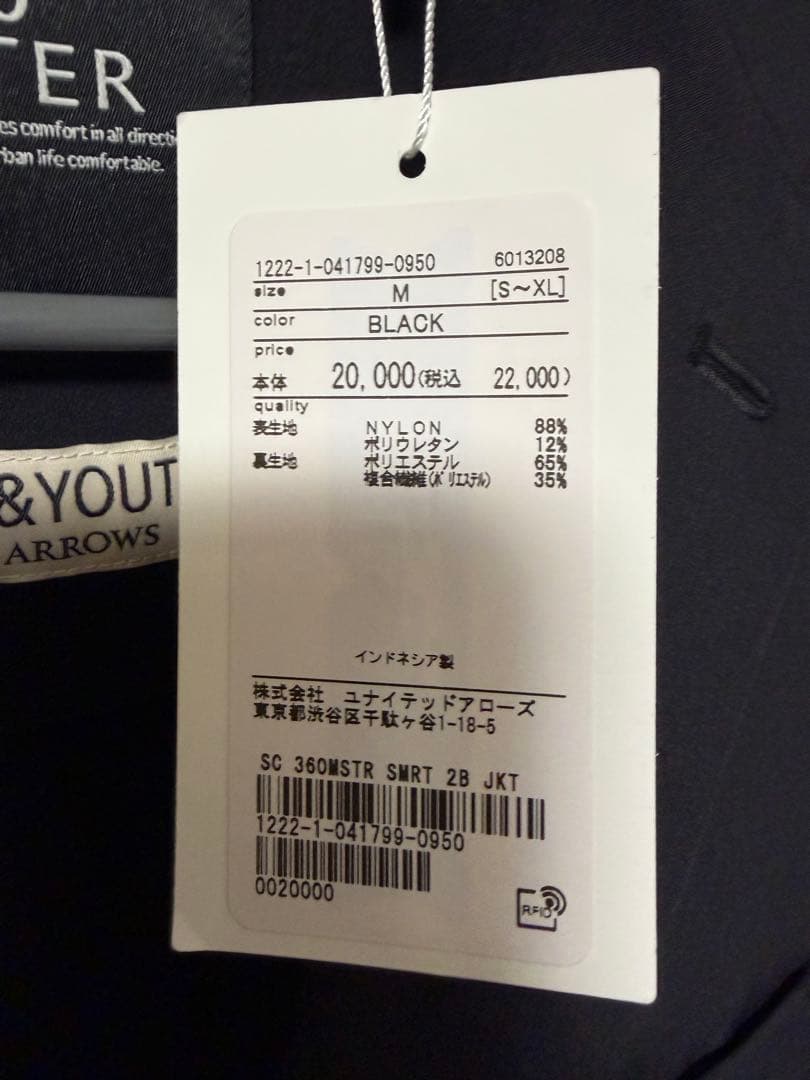 TER
es comfort in all directi
ban life comfortable.
1222-1-041799-0950 6013208
size M [S～XL]
color BLACK
price
本体 20,000(税込 22,000)
quality
表生地 NYLON 88%
ポリウレタン 12%
裏生地 ポリエステル 65%
複合繊維(ポリエステル) 35%
インドネシア製
株式会社 ユナイテッドアローズ
東京都渋谷区千駄ヶ谷1-18-5
SC 360MSTR SMRT 2B JKT
1222-1-041799-0950
0020000
RFID
&YOUT
ARROWS